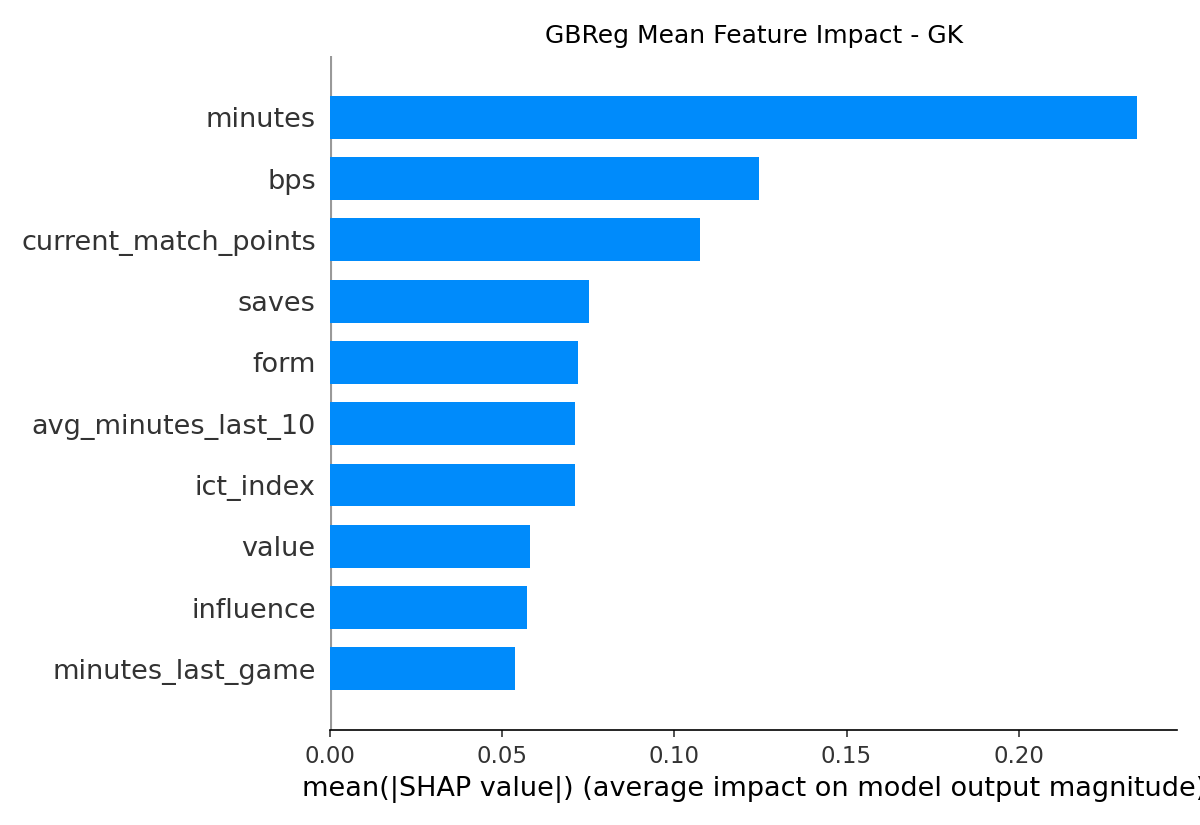 GBReg Mean Feature Impact - GK
minutes
bps
current_match_points
saves
form
avg_minutes_last_10
ict_index
value
influence
minutes_last_game
0.00 0.05 0.10 0.15 0.20
mean(|SHAP value|) (average impact on model output magnitude)